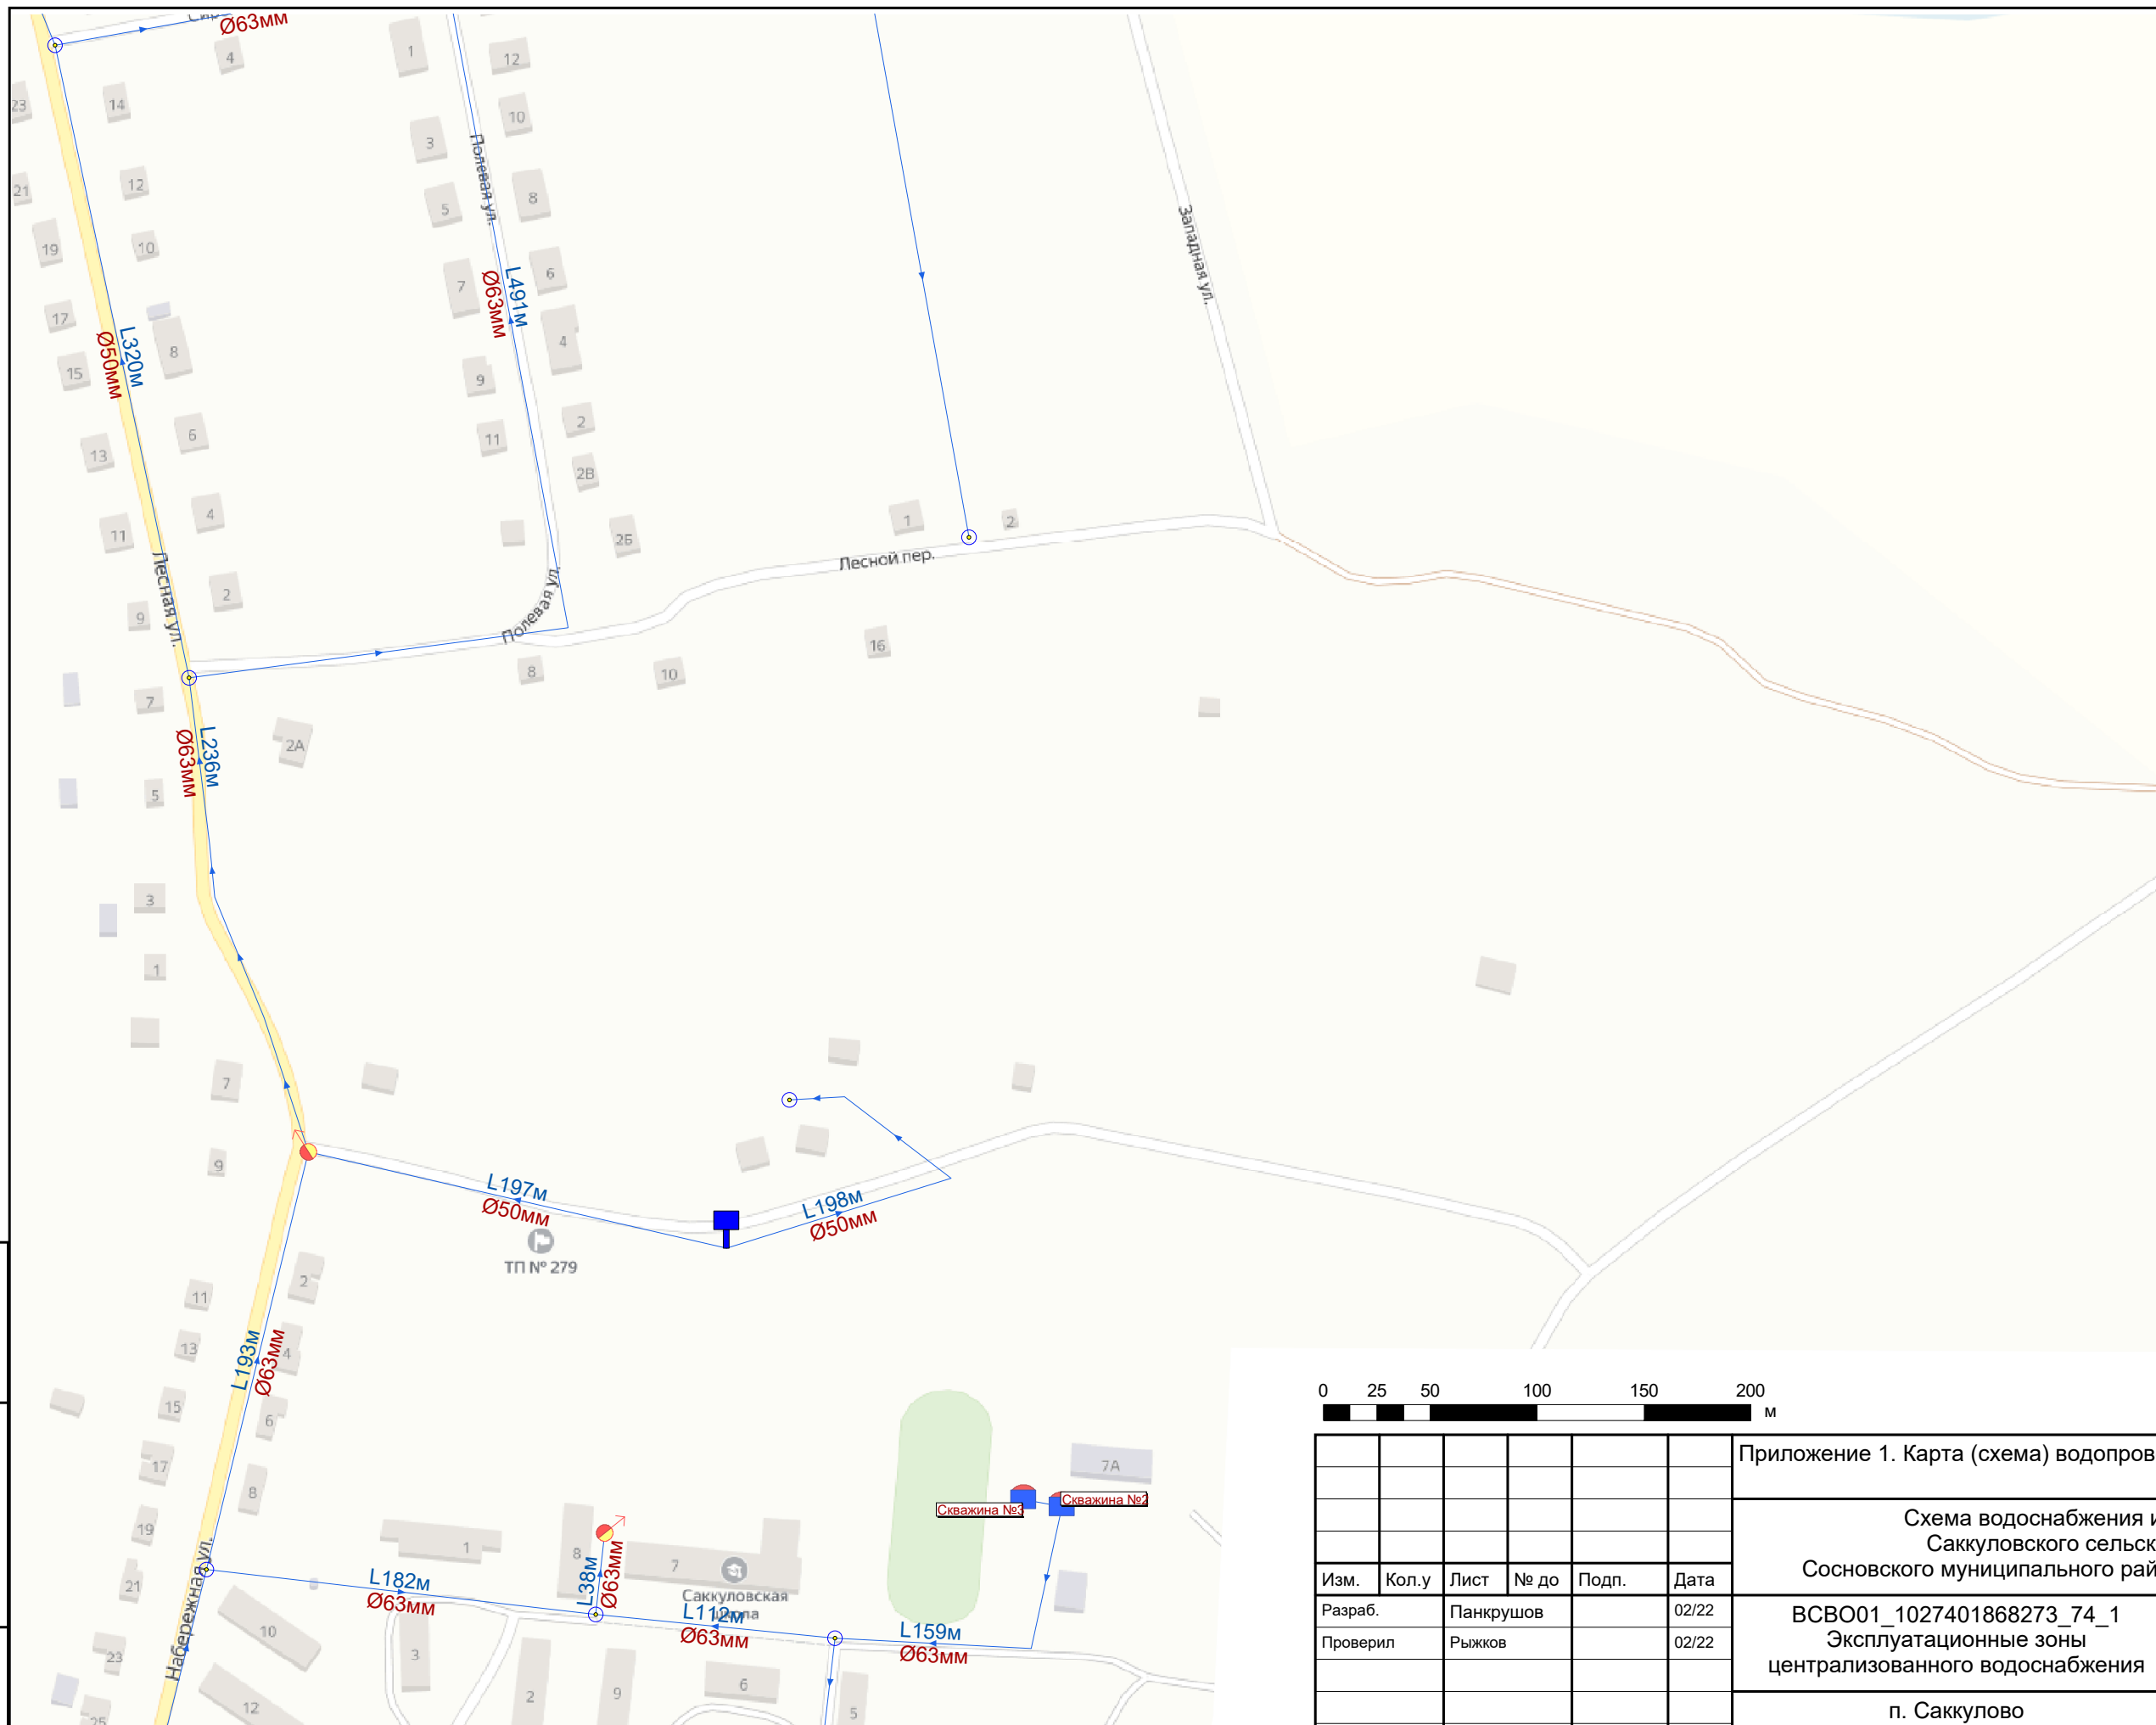 Ø63мм
4
1
12
23
14
3
10
Полевая ул.
21
12
5
8
Западная ул.
19
10
7
6
L491м
Ø63мм
17
8
4
L320м
Ø50мм
15
9
6
2
13
11
2В
4
11
1
2
2Б
Лесной пер.
Лесная ул.
2
9
Полевая ул.
16
8
10
7
2А
L236м
Ø63мм
5
3
1
7
9
L197м
Ø50мм
L198м
Ø50мм
ТП № 279
2
11
13
4
L193м
Ø63мм
15
6
17
8
19
21
Набережная ул.
0 25 50 100 150 200
м
7А
Скважина №3
Скважина №2
1
8
7
Саккуловская
школа
L38м
Ø63мм
L182м
Ø63мм
L112м
Ø63мм
L159м
Ø63мм
10
3
23
12
2
9
6
5
25
Приложение 1. Карта (схема) водопров
Схема водоснабжения и
Саккуловского сельск
Сосновского муниципального рай
Изм. Кол.у Лист № до Подп. Дата
Разраб. Панкрушов 02/22
Проверил Рыжков 02/22
ВСВО01_1027401868273_74_1
Эксплуатационные зоны
централизованного водоснабжения
п. Саккулово